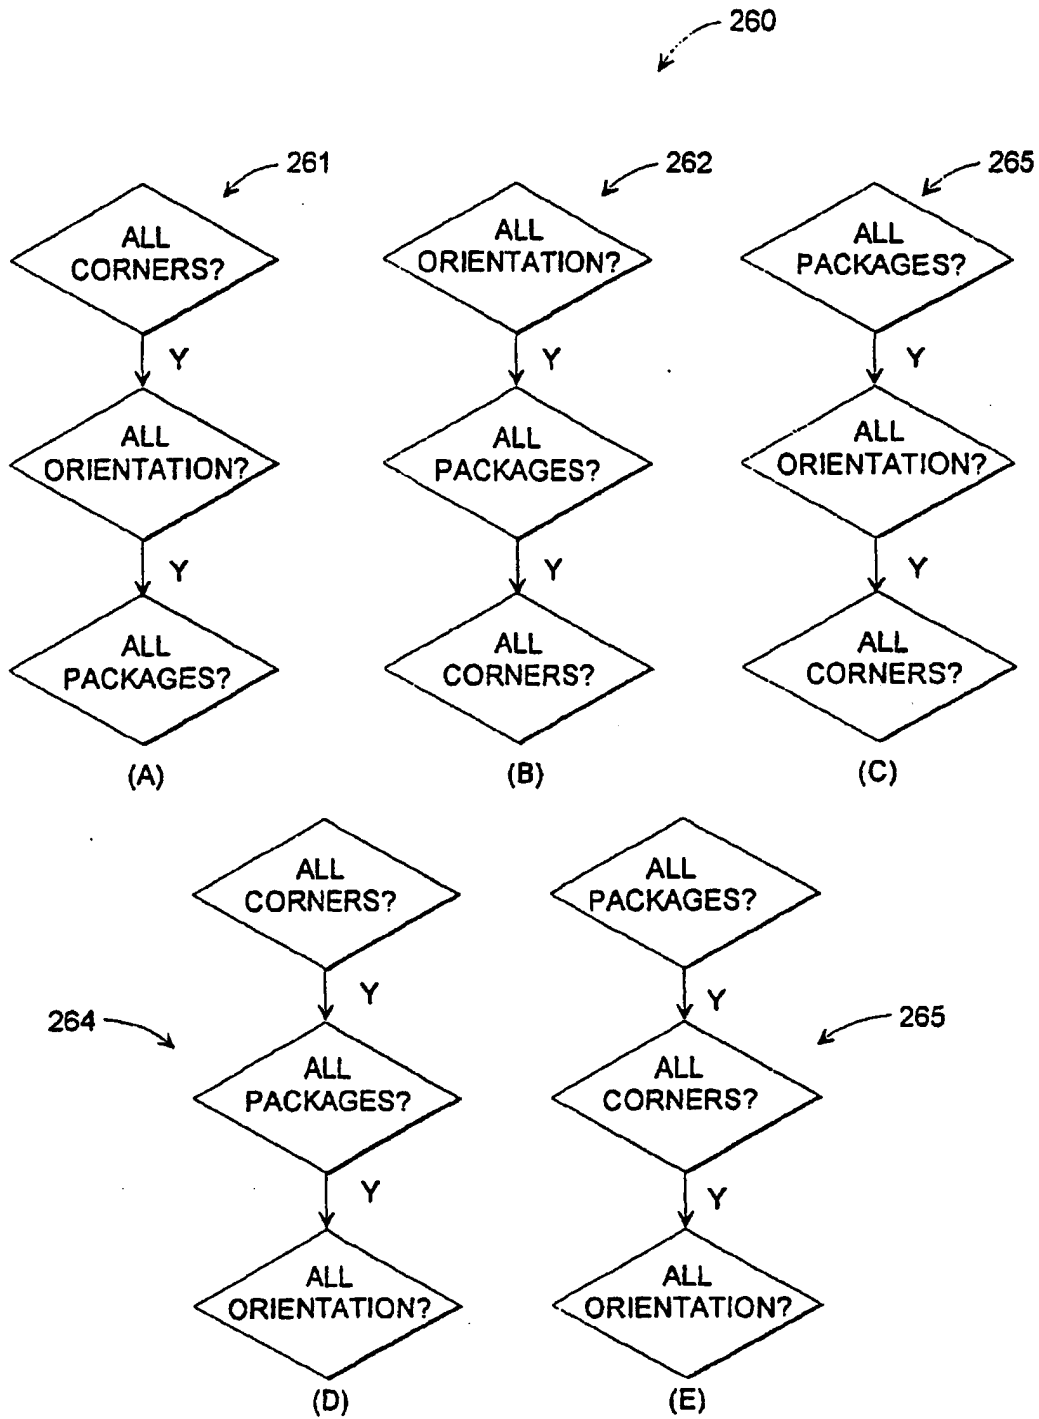 260
261
ALL
CORNERS?
Y
ALL
ORIENTATION?
Y
ALL
PACKAGES?
(A)
262
ALL
ORIENTATION?
Y
ALL
PACKAGES?
Y
ALL
CORNERS?
(B)
265
ALL
PACKAGES?
Y
ALL
ORIENTATION?
Y
ALL
CORNERS?
(C)
264
ALL
CORNERS?
Y
ALL
PACKAGES?
Y
ALL
ORIENTATION?
(D)
265
ALL
PACKAGES?
Y
ALL
CORNERS?
Y
ALL
ORIENTATION?
(E)